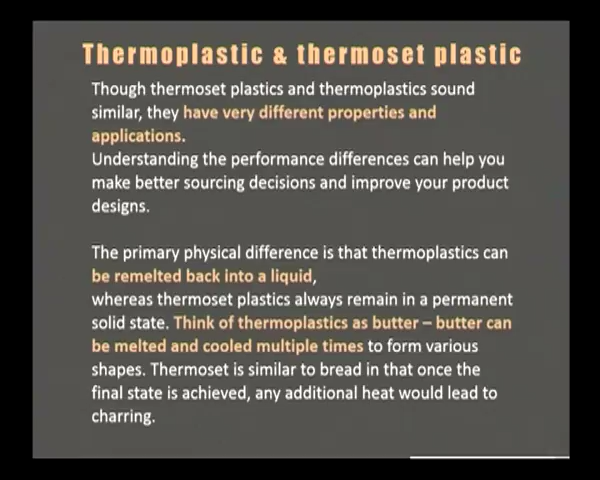 Thermoplastic & thermoset plastic
Though thermoset plastics and thermoplastics sound
similar, they have very different properties and
applications.
Understanding the performance differences can help you
make better sourcing decisions and improve your product
designs.
The primary physical difference is that thermoplastics can
be remelted back into a liquid,
whereas thermoset plastics always remain in a permanent
solid state. Think of thermoplastics as butter – butter can
be melted and cooled multiple times to form various
shapes. Thermoset is similar to bread in that once the
final state is achieved, any additional heat would lead to
charring.